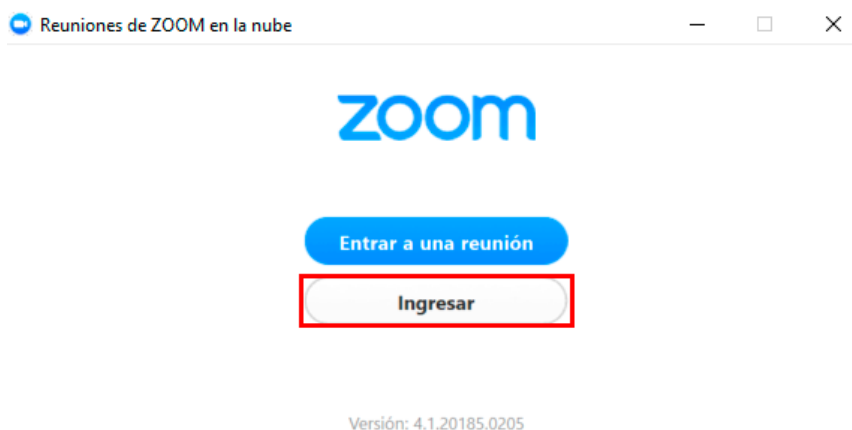 Reuniones de ZOOM en la nube
zoom
Entrar a una reunión
Ingresar
Versión: 4.1.20185.0205